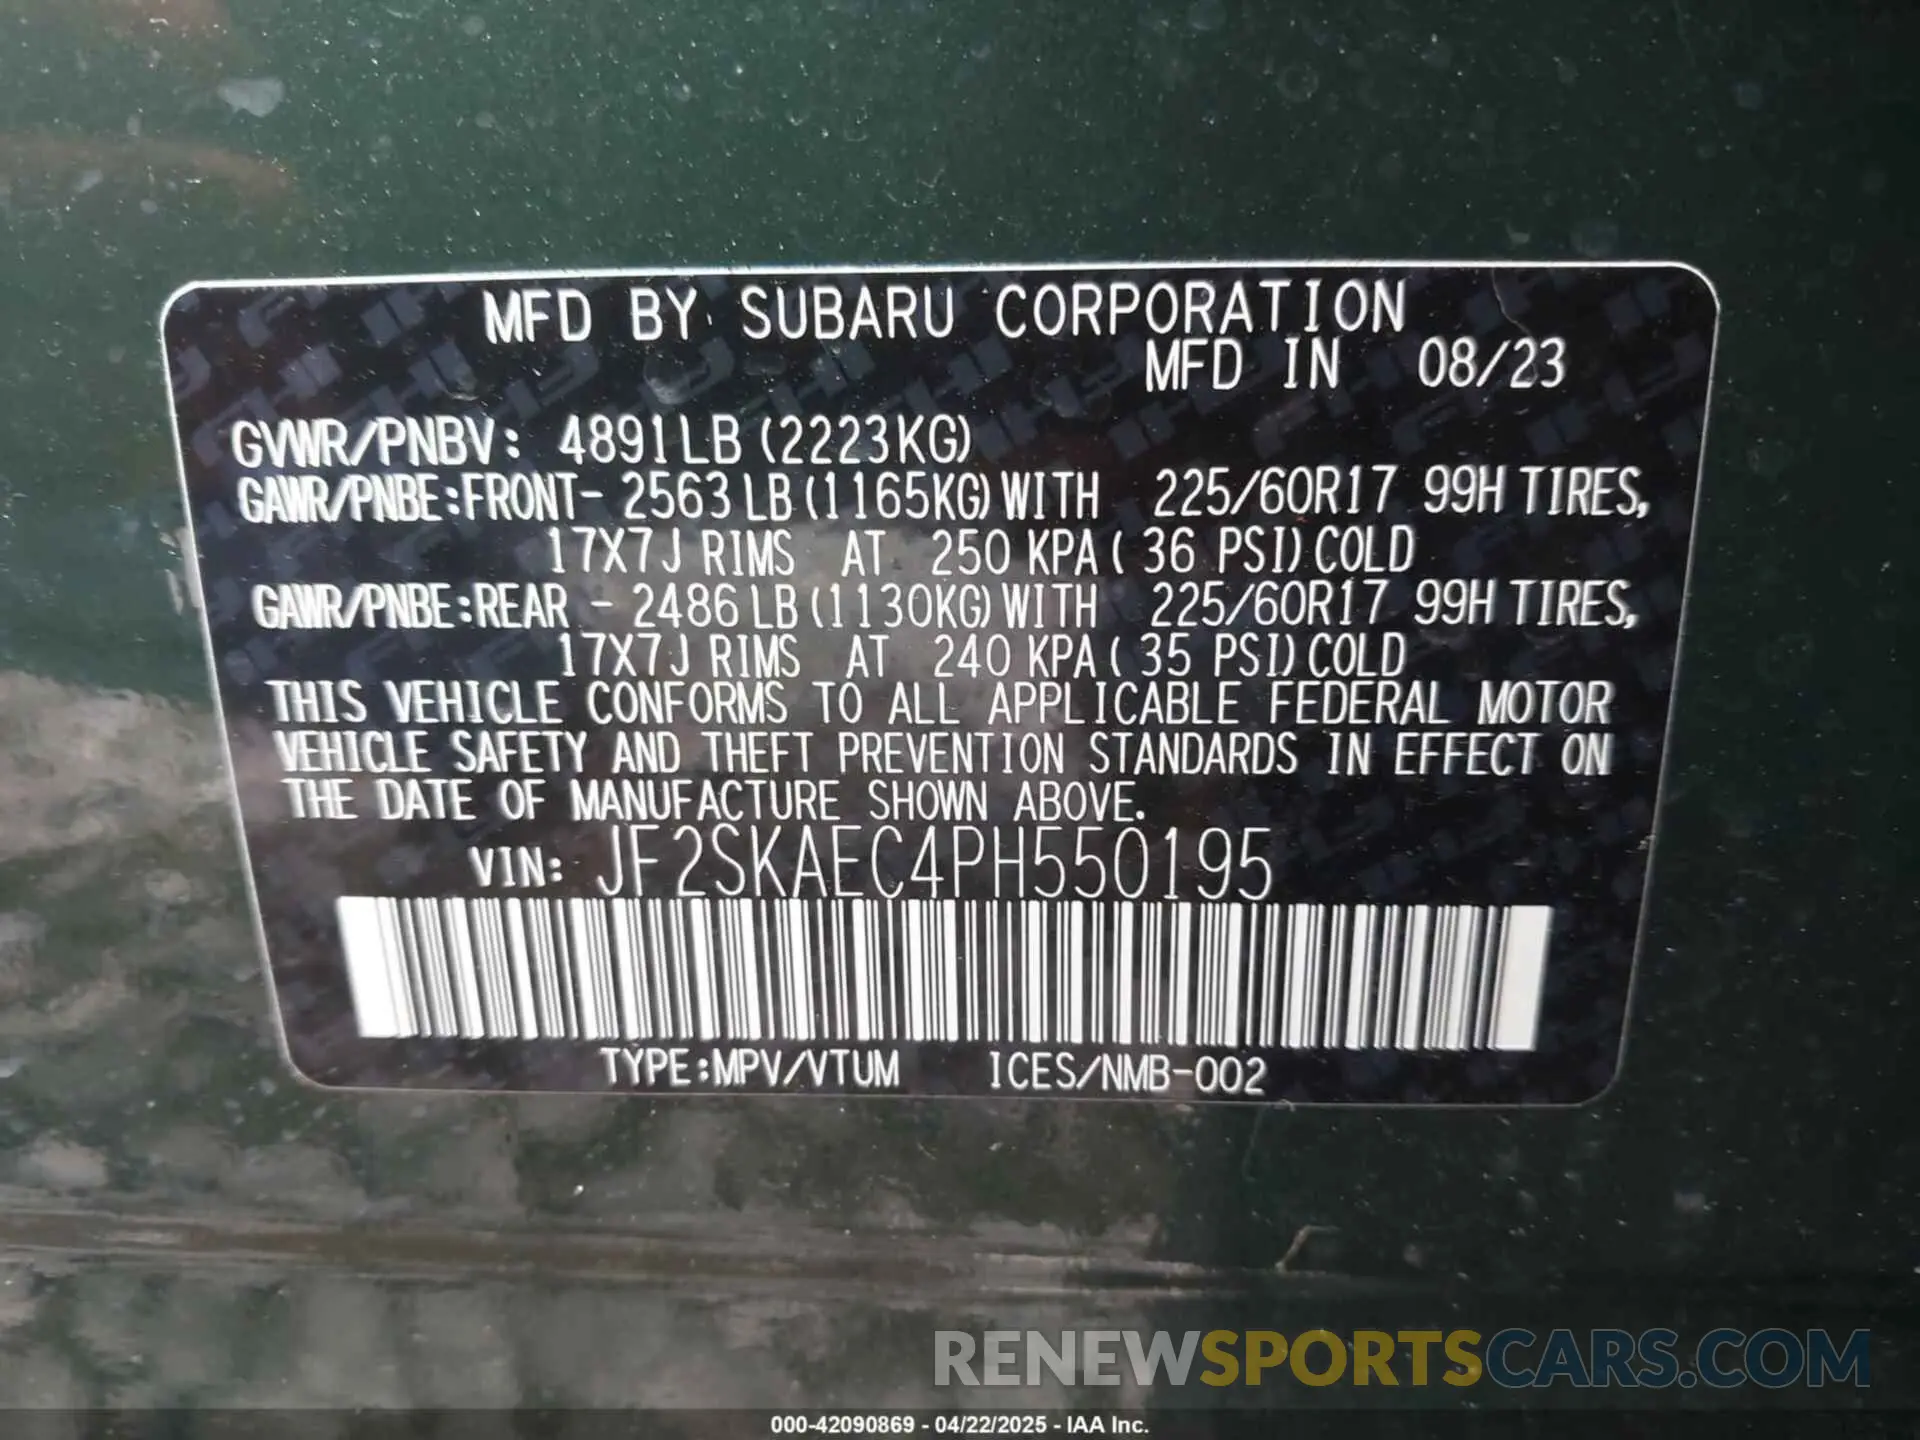 MFD BY SUBARU CORPORATION
MFD IN 08/23
GVWR/PNBV: 4891LB (2223KG)
GAWR/PNBE:FRONT- 2563LB (1165KG) WITH 225/60R17 99H TIRES,
17X7J RIMS AT 250 KPA ( 36 PSI) COLD
GAWR/PNBE:REAR - 2486LB (1130KG) WITH 225/60R17 99H TIRES,
17X7J RIMS AT 240 KPA ( 35 PSI) COLD
THIS VEHICLE CONFORMS TO ALL APPLICABLE FEDERAL MOTOR
VEHICLE SAFETY AND THEFT PREVENTION STANDARDS IN EFFECT ON
THE DATE OF MANUFACTURE SHOWN ABOVE.
VIN: JF2SKAEC4PH550195
TYPE:MPV/VTUM ICES/NMB-002
RENEWSPORTSCARS.COM
000-42090869 - 04/22/2025 - IAA Inc.